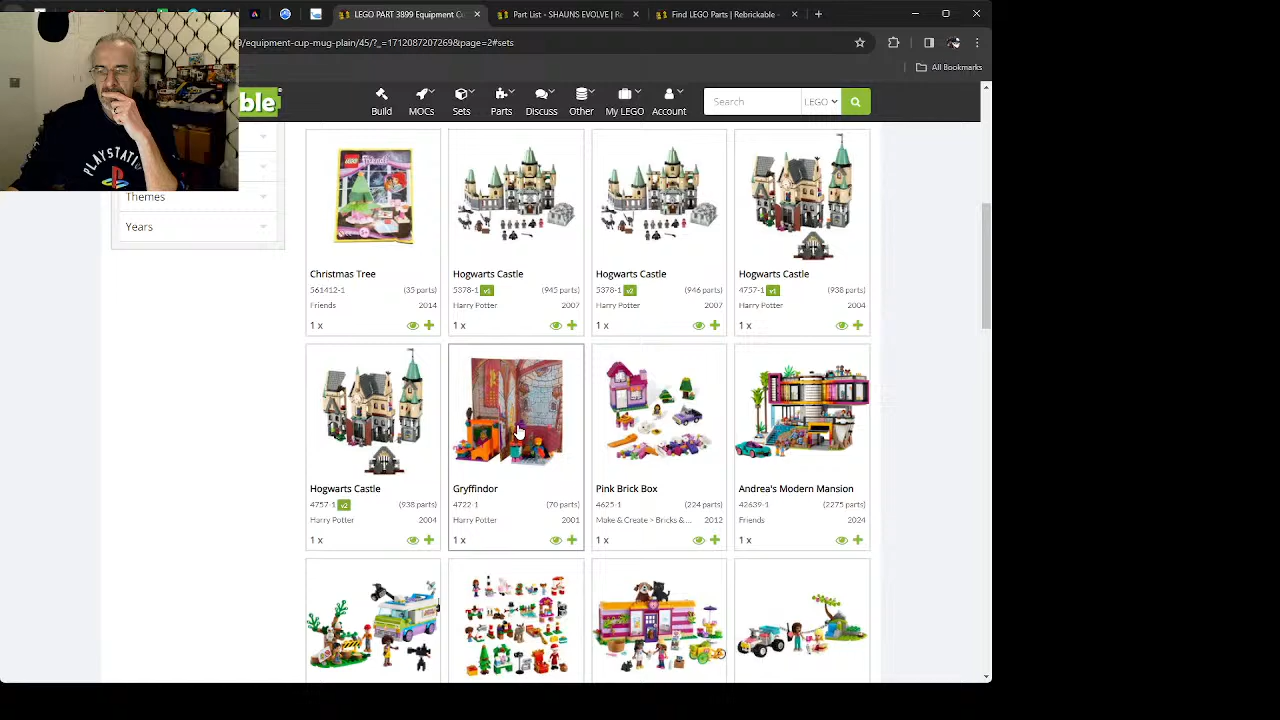 LEGO PART 3899 Equipment Cu
Part List - SHAUNS EVOLVE | R
Find LEGO Parts | Rebrickable -
/equipment-cup-mug-plain/45/?_=1712087207269&page=2#sets
All Bookmarks
ble
Build
MOCs
Sets
Parts
Discuss
Other
My LEGO
Account
Search
LEGO
PLAYSTATION
Themes
Years
LEGO Friends
Christmas Tree
561412-1 (35 parts)
Friends 2014
1 x
Hogwarts Castle
5378-1 v1 (945 parts)
Harry Potter 2007
1 x
Hogwarts Castle
5378-1 v2 (946 parts)
Harry Potter 2007
1 x
Hogwarts Castle
4757-1 v1 (938 parts)
Harry Potter 2004
1 x
Hogwarts Castle
4757-1 v2 (938 parts)
Harry Potter 2004
1 x
Gryffindor
4722-1 (70 parts)
Harry Potter 2001
1 x
Pink Brick Box
4625-1 (224 parts)
Make & Create > Bricks & ... 2012
1 x
Andrea's Modern Mansion
42639-1 (2275 parts)
Friends 2024
1 x